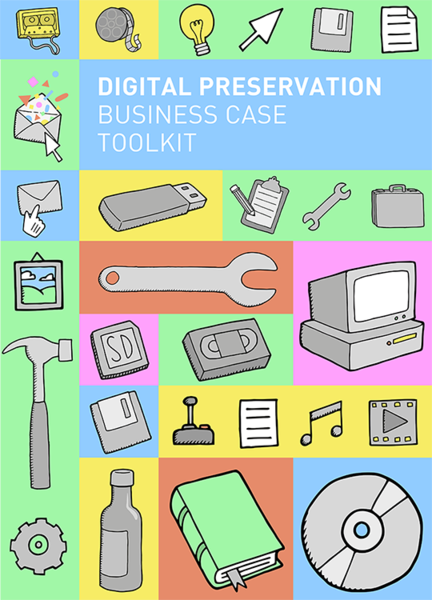 DIGITAL PRESERVATION
BUSINESS CASE
TOOLKIT
SD